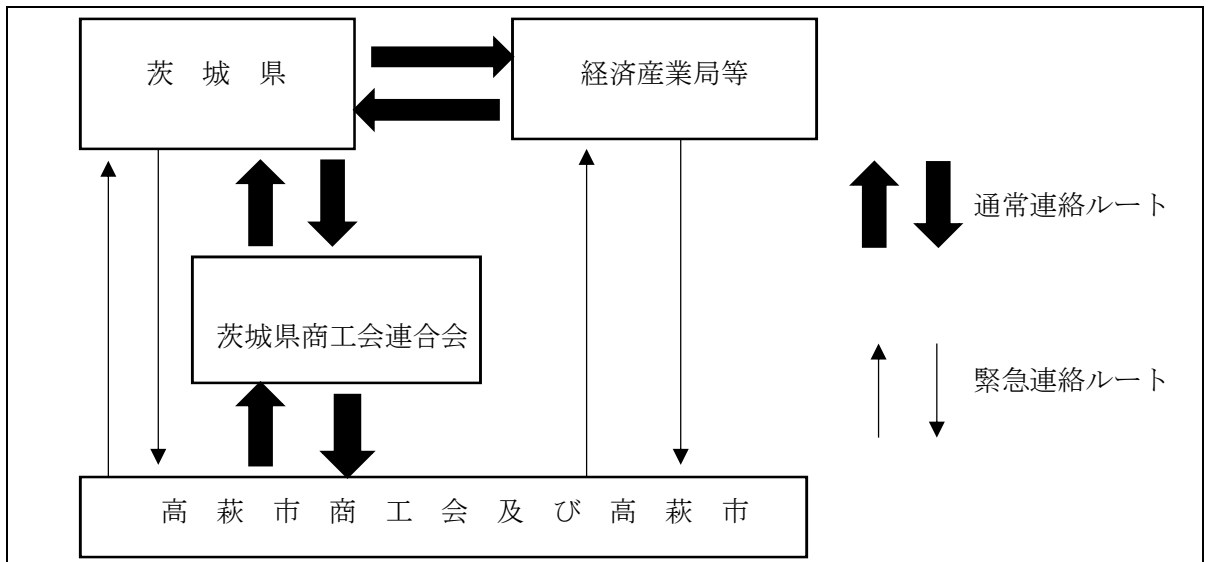 茨　城　県
経済産業局等
通常連絡ルート
茨城県商工会連合会
緊急連絡ルート
高　萩　市　商　工　会　及　び　高　萩　市